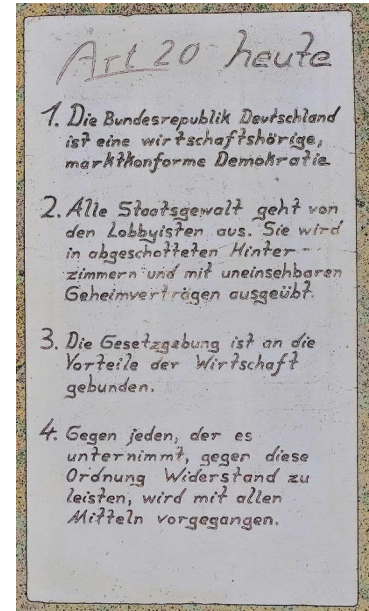 Art 20 heute
1. Die Bundesrepublik Deutschland
ist eine wirtschaftshörige,
marktkonforme Demokratie
2. Alle Staatsgewalt geht von
den Lobbyisten aus. Sie wird
in abgeschotteten Hinter-
zimmern und mit uneinsehbaren
Geheimverträgen ausgeübt.
3. Die Gesetzgebung ist an die
Vorteile der Wirtschaft
gebunden.
4. Gegen jeden, der es
unternimmt, gegen diese
Ordnung Widerstand zu
leisten, wird mit allen
Mitteln vorgegangen.